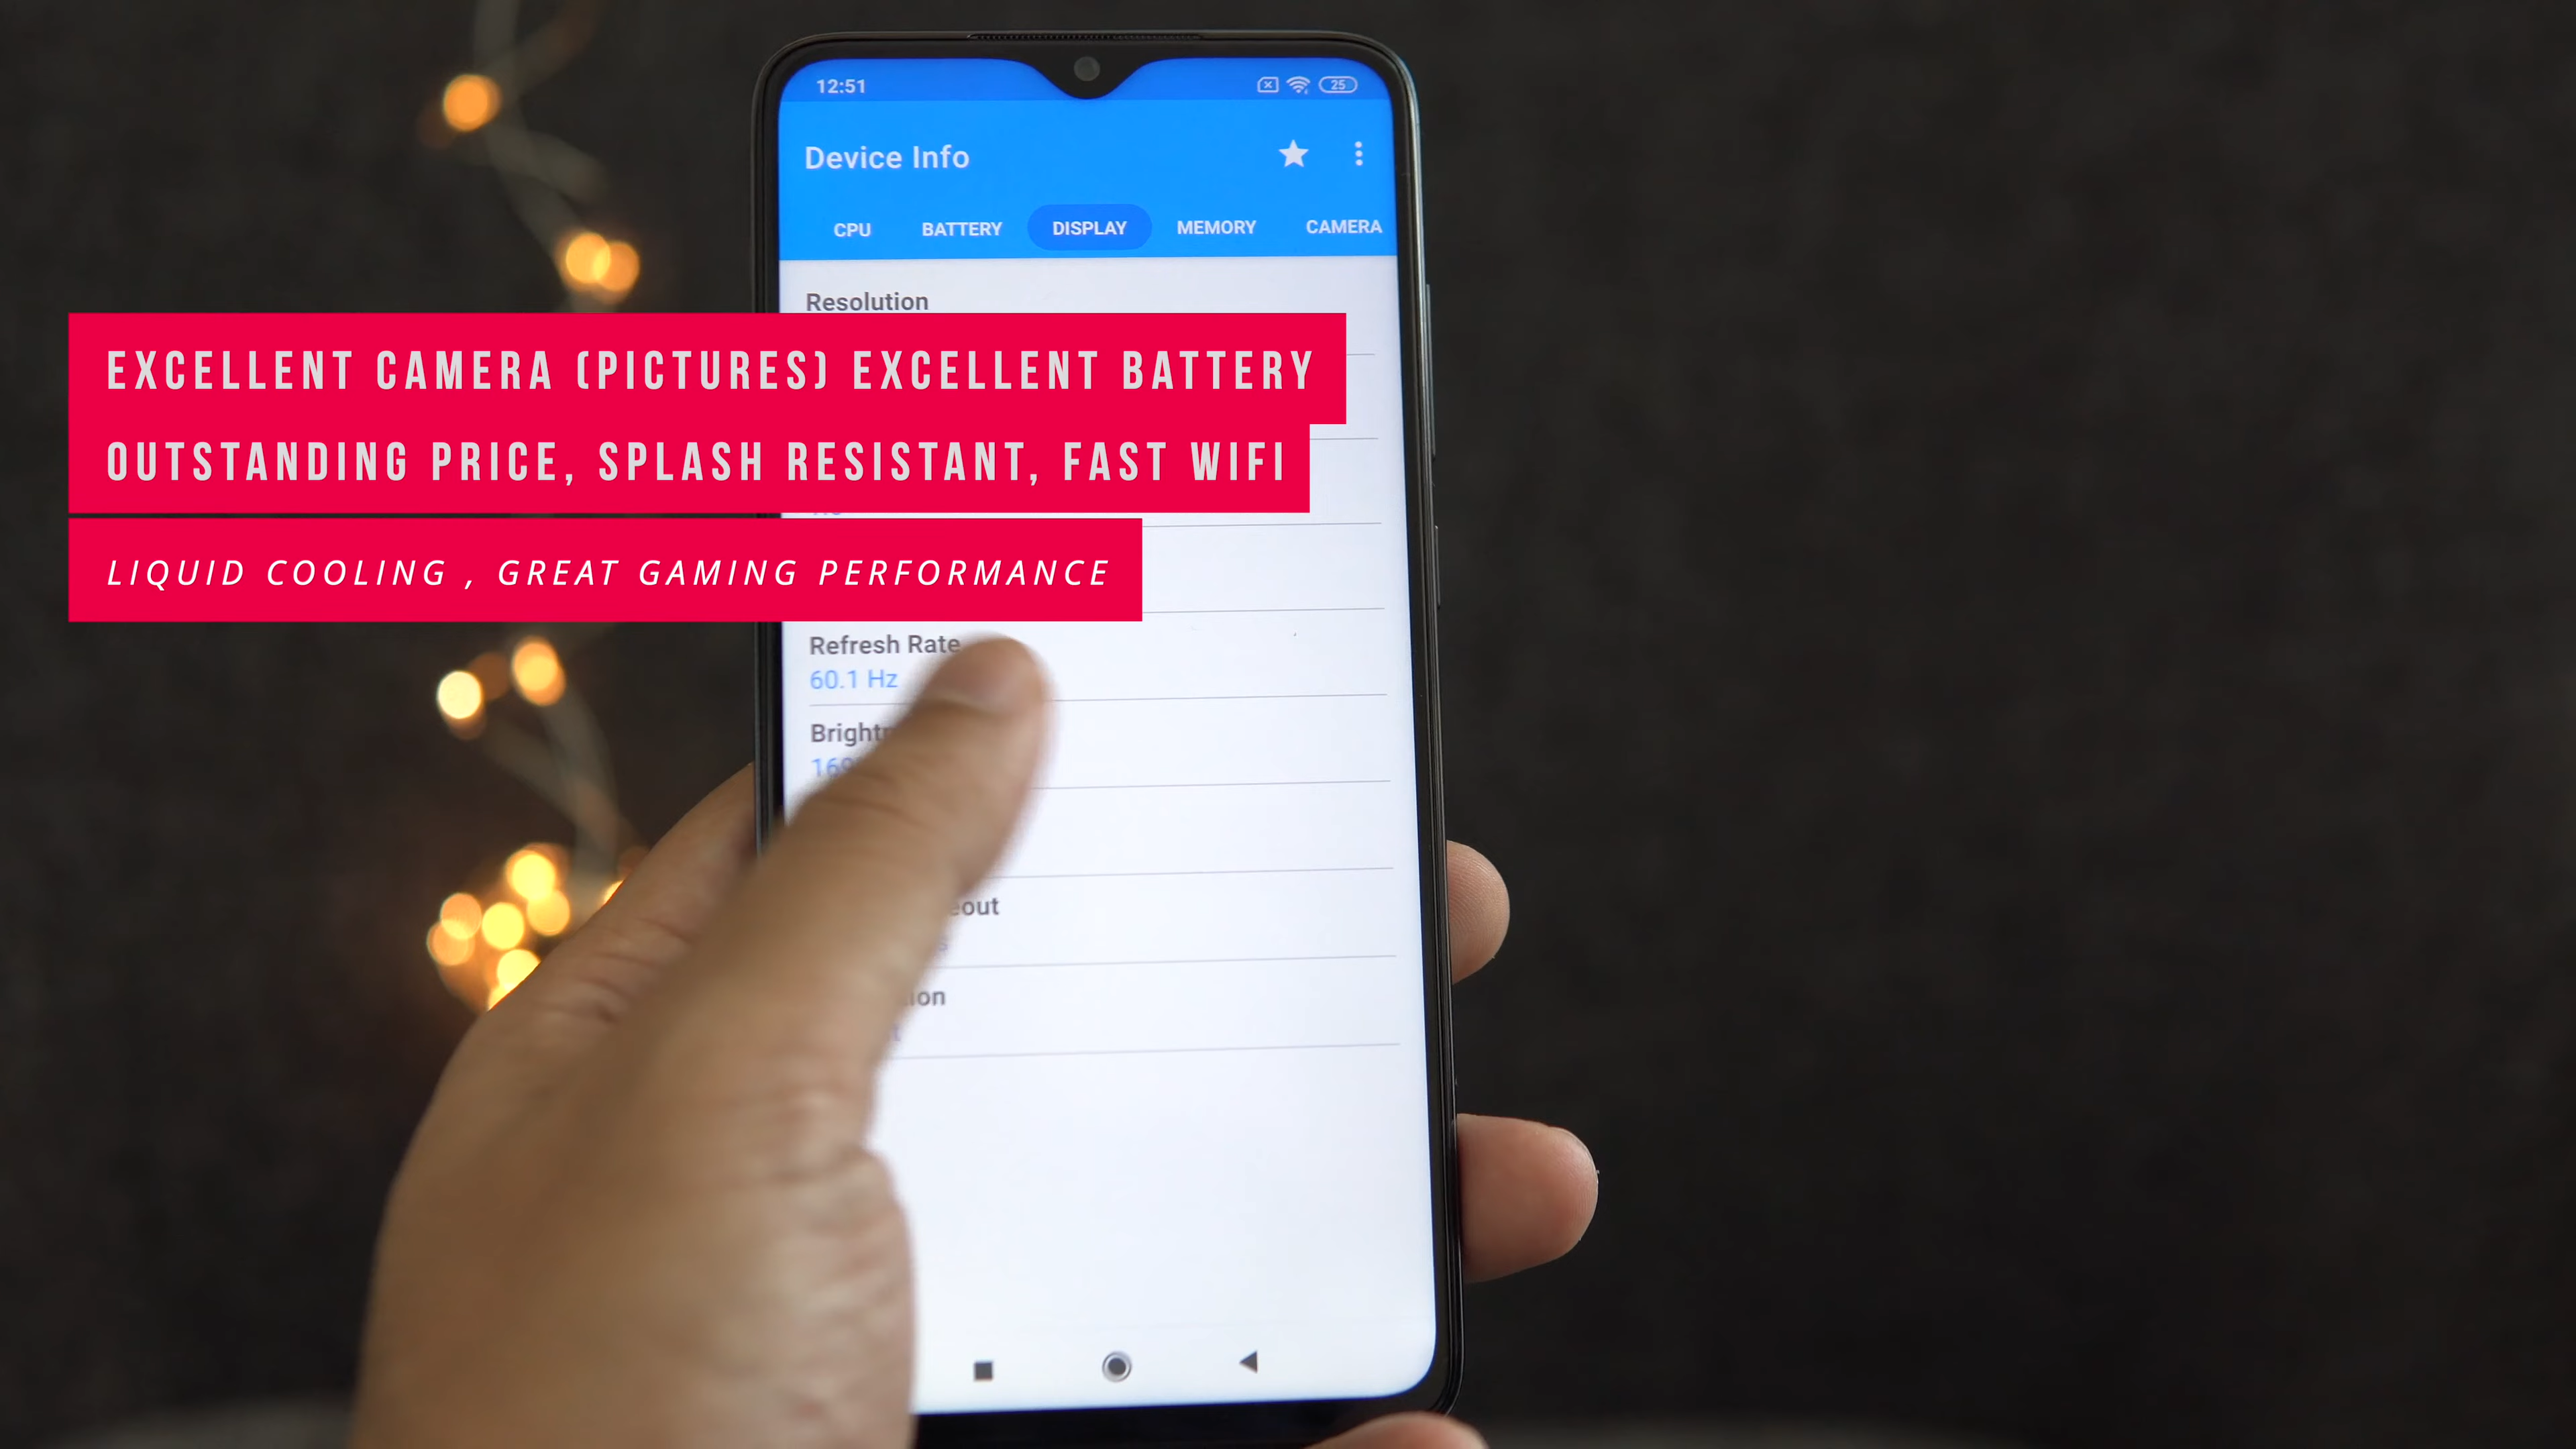 12:51
25
Device Info
CPU BATTERY DISPLAY MEMORY CAMERA
Resolution
EXCELLENT CAMERA (PICTURES) EXCELLENT BATTERY
OUTSTANDING PRICE, SPLASH RESISTANT, FAST WIFI
LIQUID COOLING , GREAT GAMING PERFORMANCE
Refresh Rate
60.1 Hz